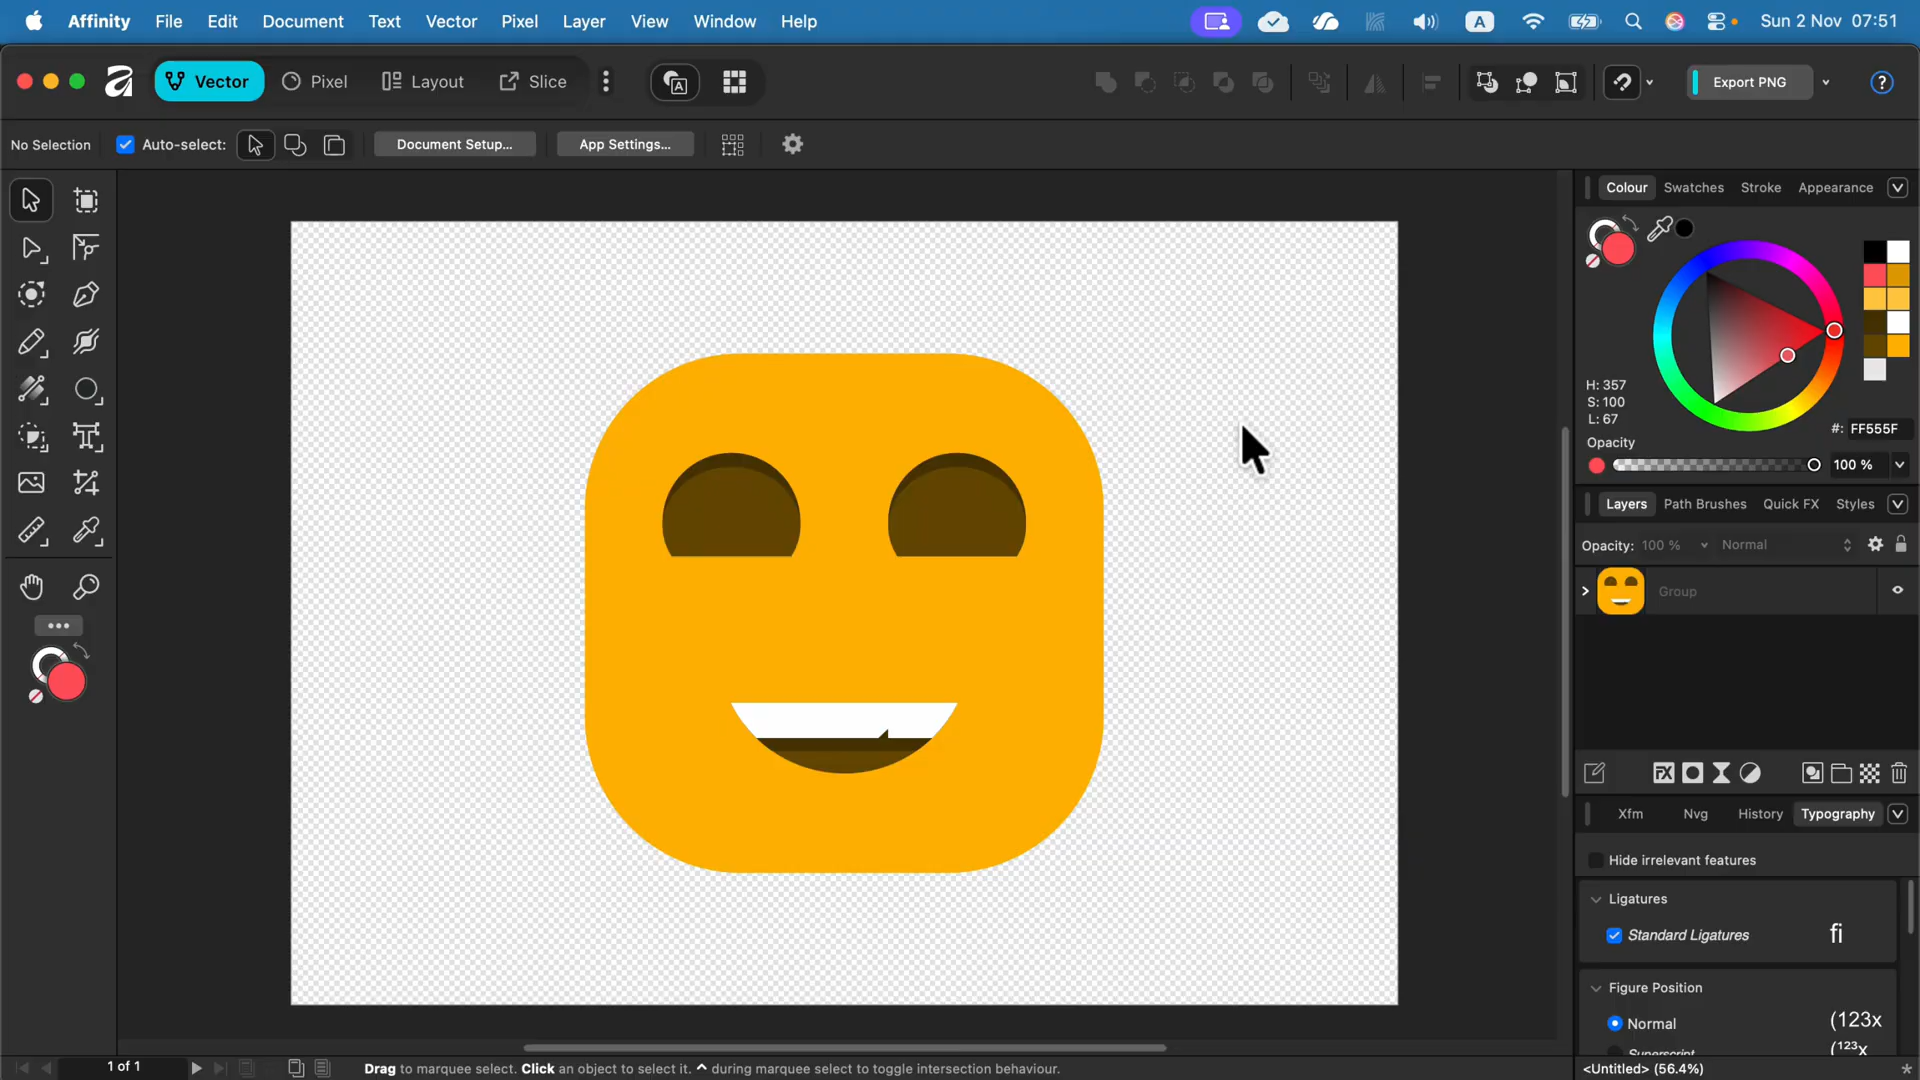 Affinity File Edit Document Text Vector Pixel Layer View Window Help A Sun 2 Nov 07:51
Vector Pixel Layout Slice Export PNG ?
No Selection Auto-select: Document Setup... App Settings...
Colour Swatches Stroke Appearance
H: 357
S: 100
L: 67
#: FF555F
Opacity
100 %
Layers Path Brushes Quick FX Styles
Opacity: 100 % Normal
Group
FX
Xfm Nvg History Typography
Hide irrelevant features
Ligatures
Standard Ligatures fi
Figure Position
Normal (123x
Superscript (123x
1 of 1 Drag to marquee select. Click an object to select it. ⌃ during marquee select to toggle intersection behaviour. <Untitled> (56.4%)